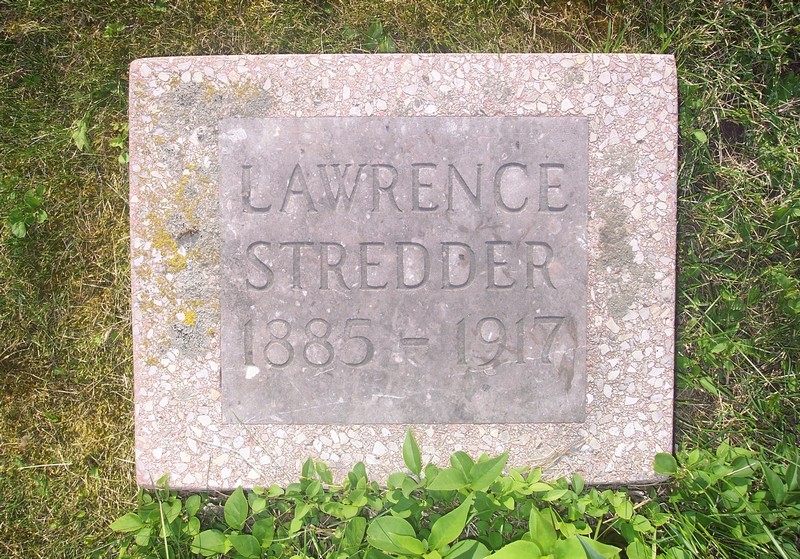 LAWRENCE
STREDDER
1885 - 1917